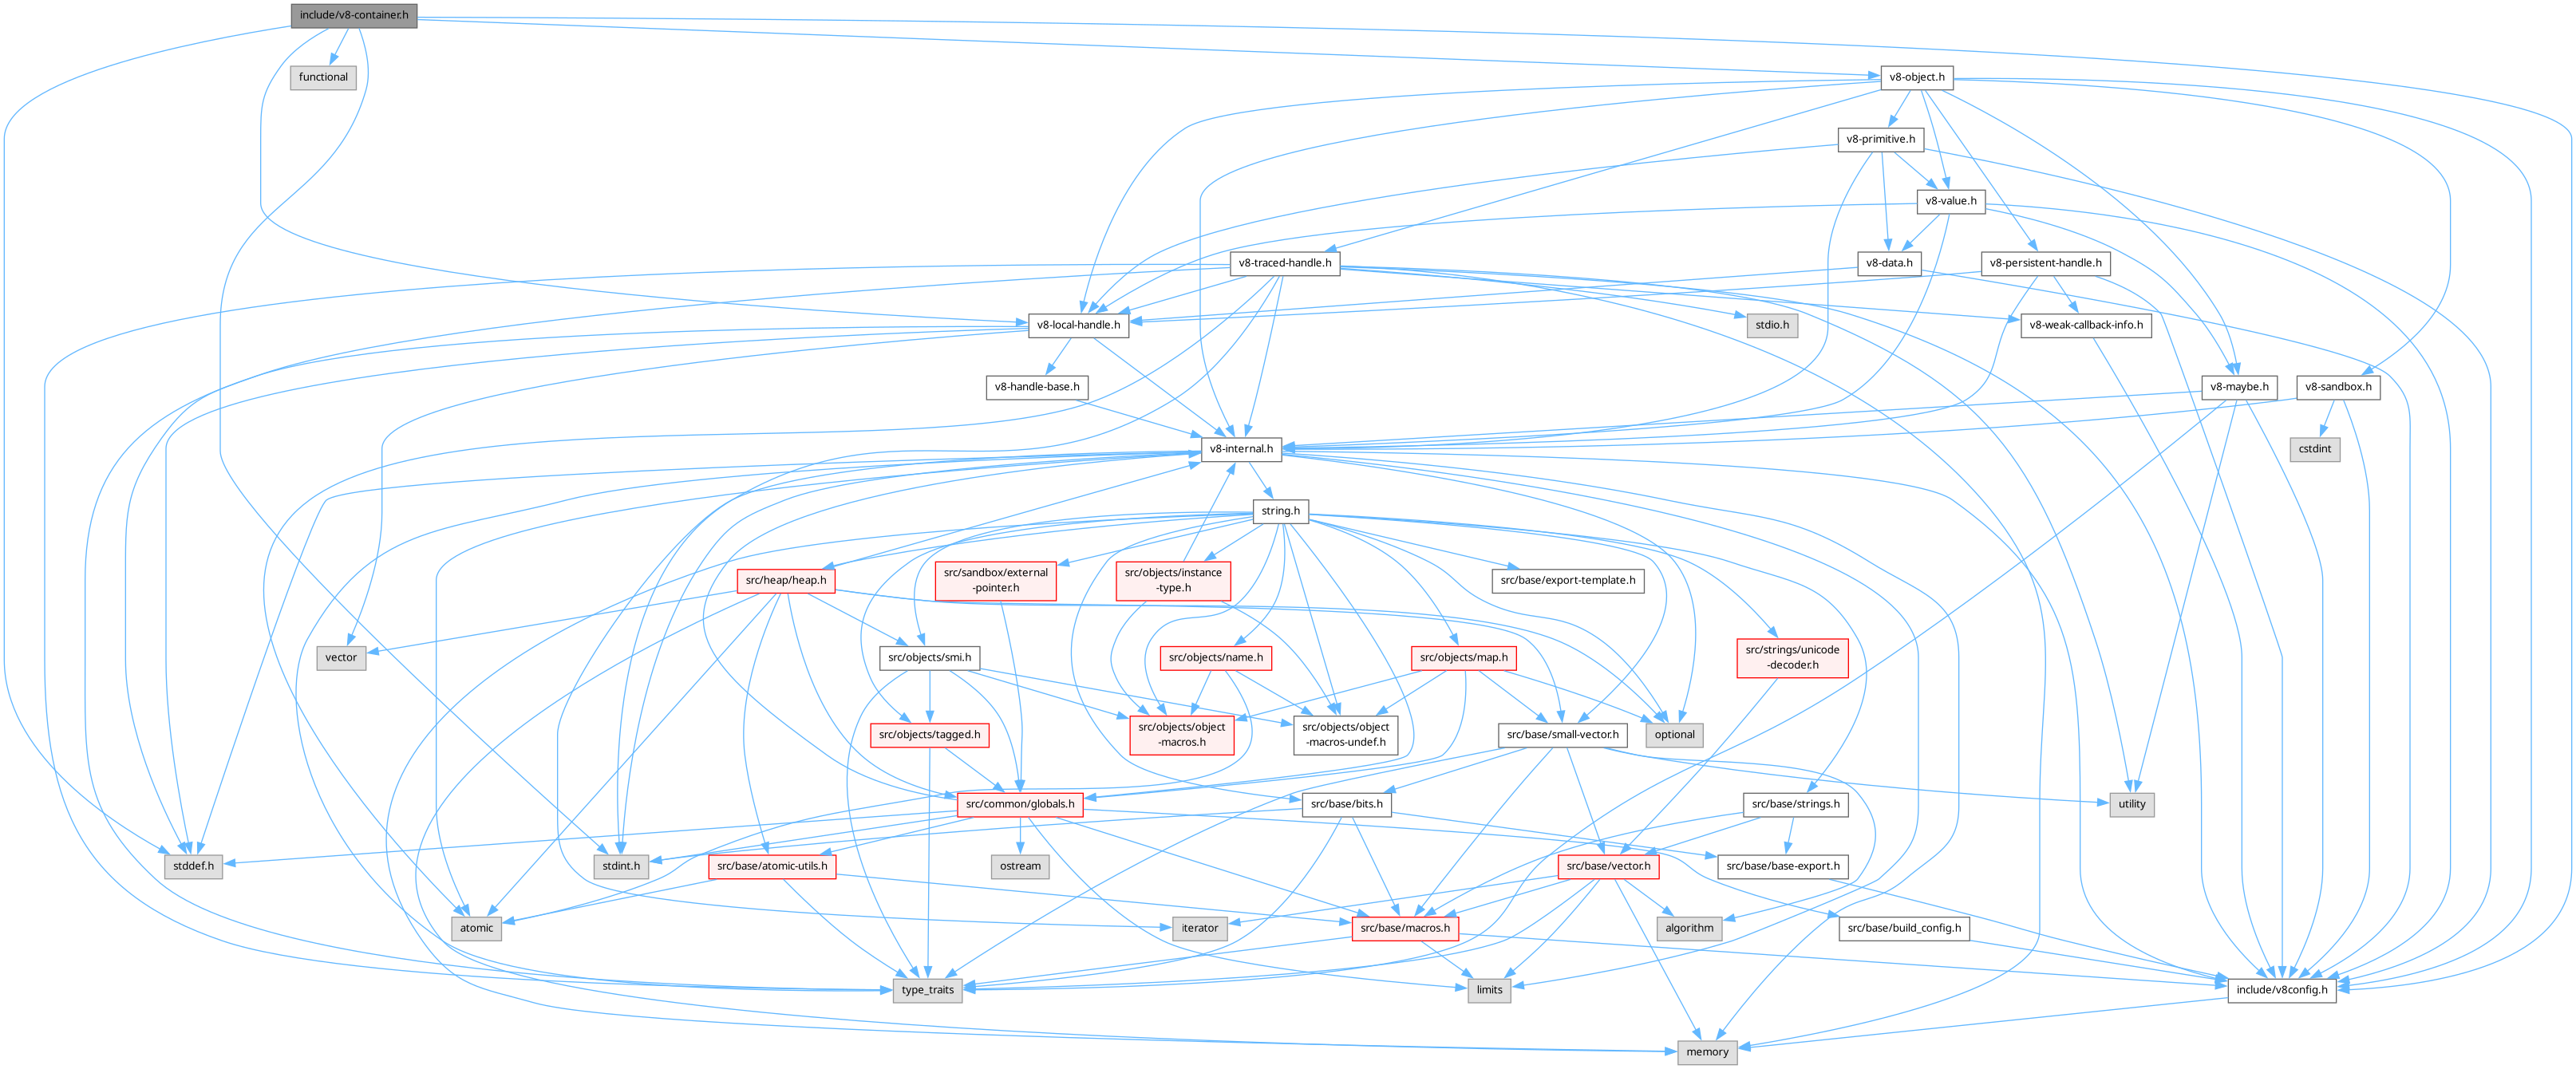 include/v8-container.h
functional
v8-object.h
v8-primitive.h
v8-value.h
v8-traced-handle.h
v8-data.h
v8-persistent-handle.h
v8-local-handle.h
stdio.h
v8-weak-callback-info.h
v8-handle-base.h
v8-maybe.h
v8-sandbox.h
v8-internal.h
cstdint
string.h
src/heap/heap.h
src/sandbox/external
-pointer.h
src/objects/instance
-type.h
src/base/export-template.h
vector
src/objects/smi.h
src/objects/name.h
src/objects/map.h
src/strings/unicode
-decoder.h
src/objects/tagged.h
src/objects/object
-macros.h
src/objects/object
-macros-undef.h
src/base/small-vector.h
optional
src/common/globals.h
src/base/bits.h
src/base/strings.h
utility
stddef.h
stdint.h
src/base/atomic-utils.h
ostream
src/base/vector.h
src/base/base-export.h
atomic
iterator
src/base/macros.h
algorithm
src/base/build_config.h
type_traits
limits
include/v8config.h
memory